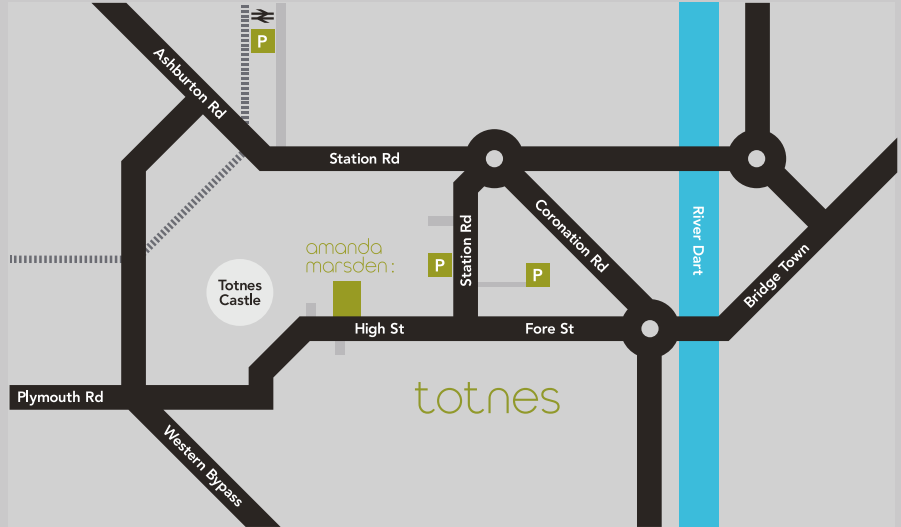 P
Ashburton Rd
Station Rd
Coronation Rd
River Dart
Station Rd
amanda
marsden:
P
P
Bridge Town
Totnes
Castle
High St
Fore St
totnes
Plymouth Rd
Western Bypass